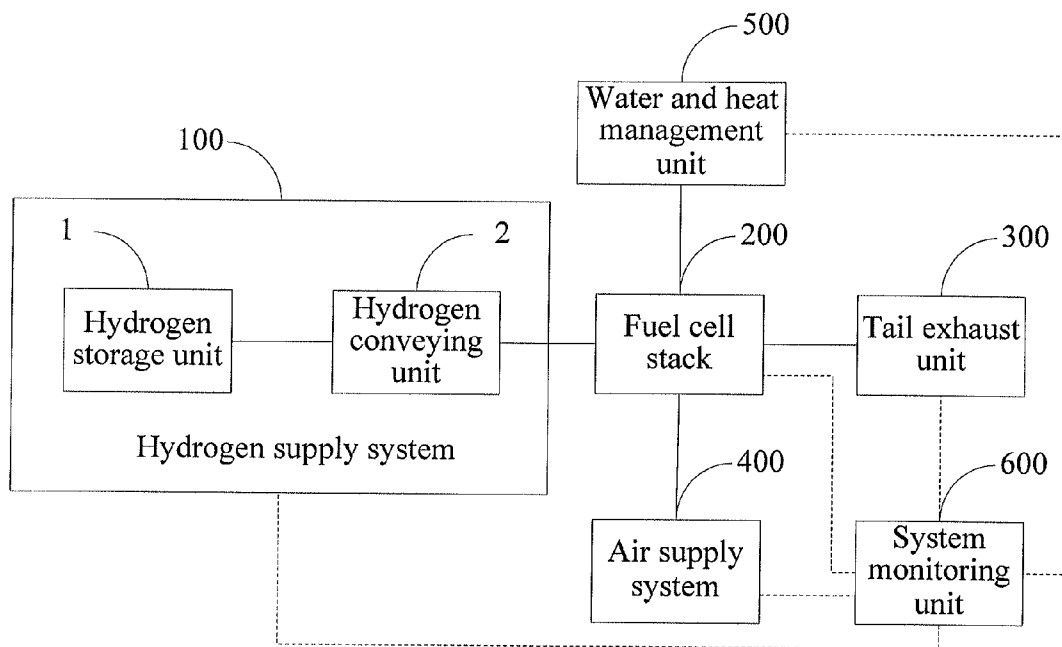 500
Water and heat
management
unit
100
1
2
200
300
Hydrogen
storage unit
Hydrogen
conveying
unit
Fuel cell
stack
Tail exhaust
unit
Hydrogen supply system
400
600
Air supply
system
System
monitoring
unit